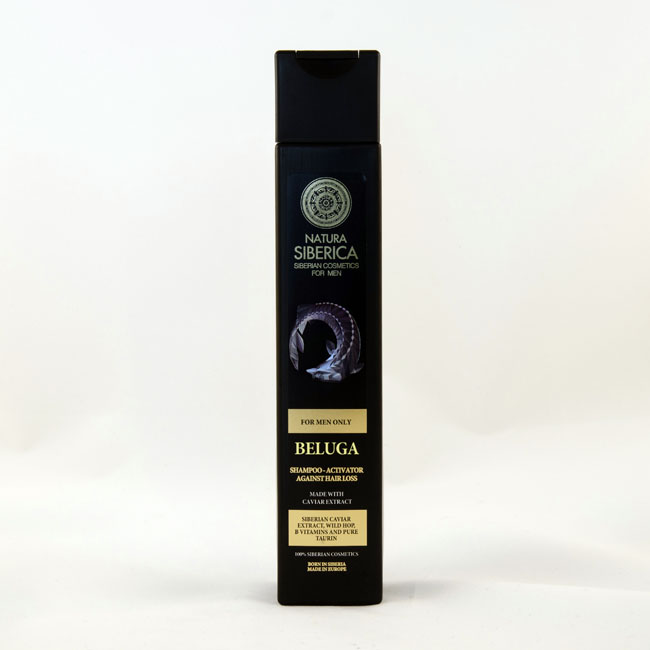 NATURA
SIBERICA
SIBERIAN COSMETICS
FOR MEN
FOR MEN ONLY
BELUGA
SHAMPOO-ACTIVATOR
AGAINST HAIR LOSS
MADE WITH
CAVIAR EXTRACT
SIBERIAN CAVIAR
EXTRACT, WILD HOP,
B VITAMINS AND PURE
TAURIN
100% SIBERIAN COSMETICS
BORN IN SIBERIA
MADE IN EUROPE